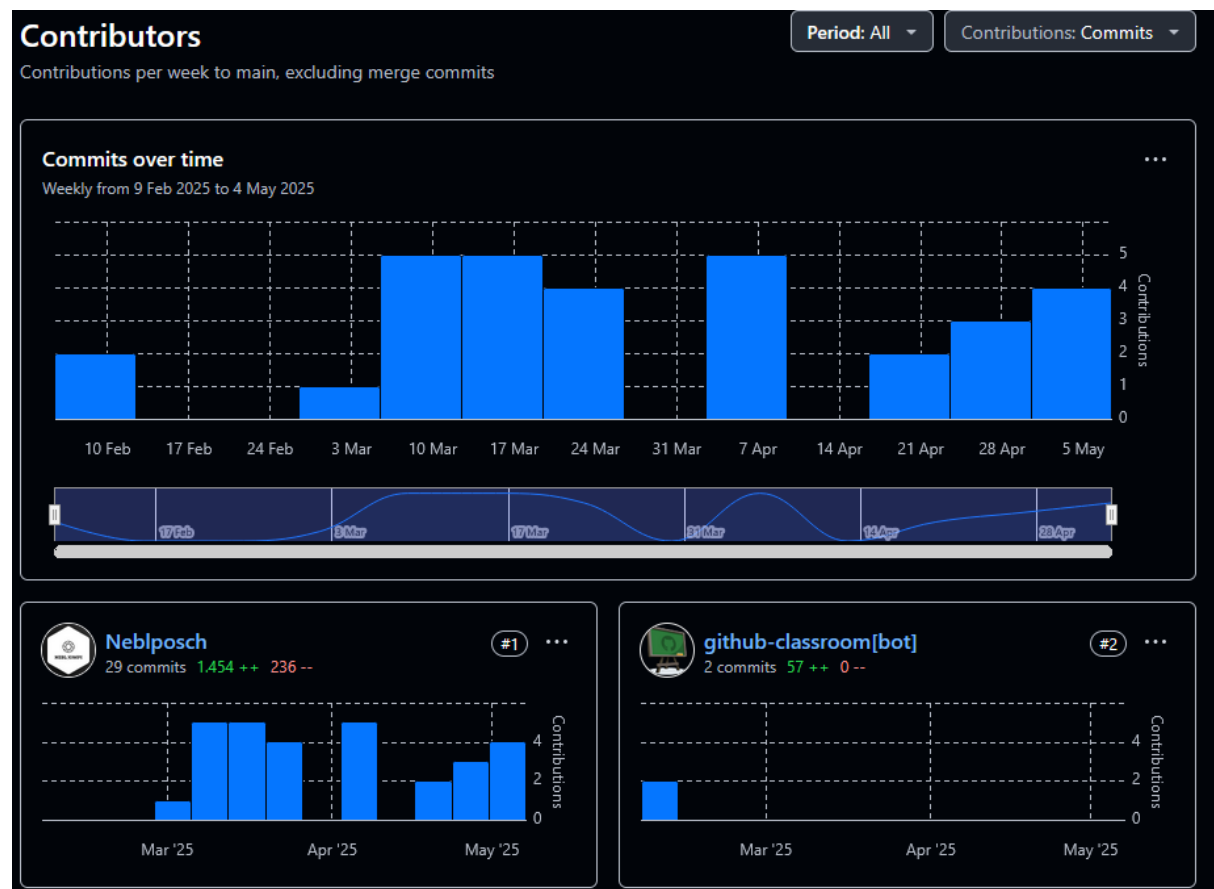 Contributors
Period: All
Contributions: Commits
Contributions per week to main, excluding merge commits
Commits over time
Weekly from 9 Feb 2025 to 4 May 2025
5
4
3
2
1
0
Contributions
10 Feb 17 Feb 24 Feb 3 Mar 10 Mar 17 Mar 24 Mar 31 Mar 7 Apr 14 Apr 21 Apr 28 Apr 5 May
17 Feb 3 Mar 17 Mar 31 Mar 14 Apr 28 Apr
Neblposch
#1
29 commits 1.454 ++ 236 --
4
2
0
Contributions
Mar '25 Apr '25 May '25
github-classroom[bot]
#2
2 commits 57 ++ 0 --
4
2
0
Contributions
Mar '25 Apr '25 May '25